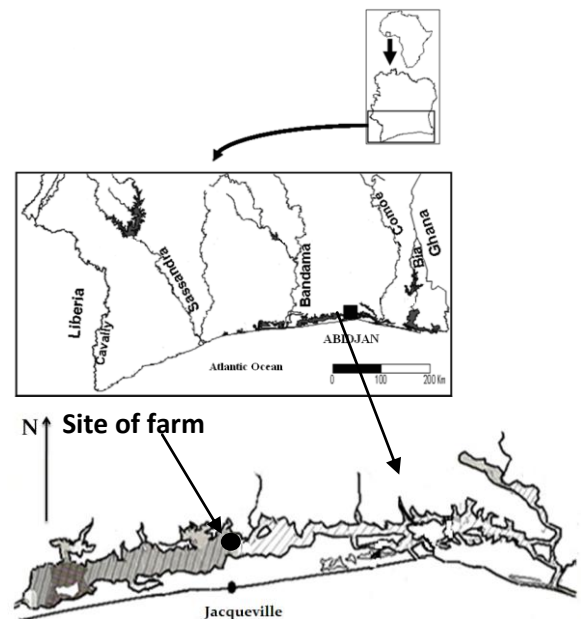 Liberia
Cavally
Sassandra
Bandama
Comoe
Bia
Ghana
ABIDJAN
Atlantic Ocean
0 100 200 Km
N
Site of farm
Jacqueville